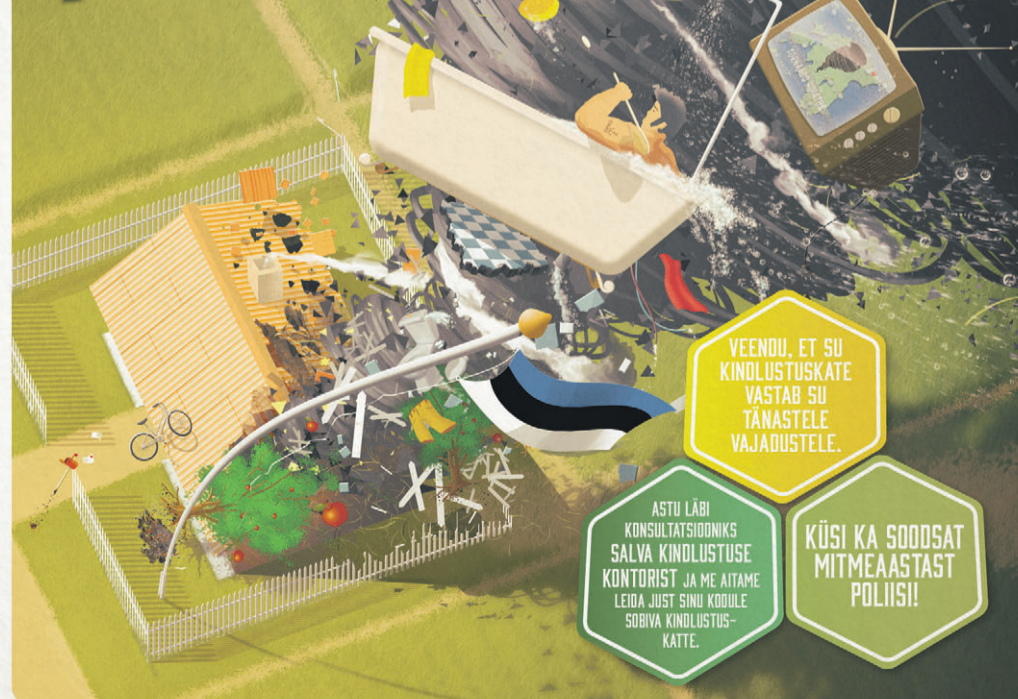 VEENDU, ET SU
KINDLUSTUSKATE
VASTAB SU
TÄNASTELE
VAJADUSTELE.
ASTU LÄBI
KONSULTATSIOONIKS
SALVA KINDLUSTUSE
KONTORIST JA ME AITAME
LEIDA JUST SINU KODULE
SOBIVA KINDLUSTUS-
KATTE.
KÜSI KA SOODSAT
MITMEAASTAST
POLIISI!